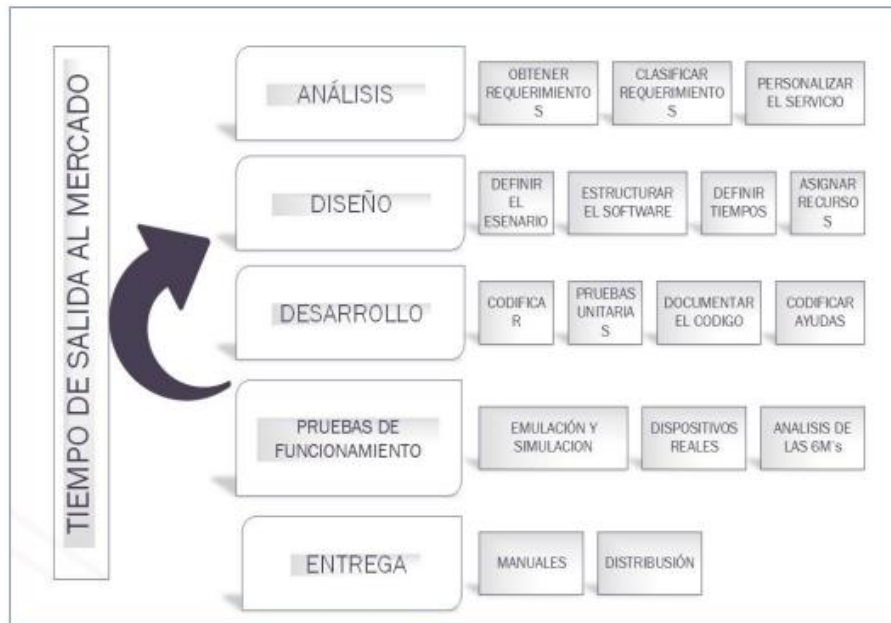 TIEMPO DE SALIDA AL MERCADO
ANÁLISIS
OBTENER
REQUERIMIENTO
S
CLASIFICAR
REQUERIMIENTO
S
PERSONALIZAR
EL SERVICIO
DISEÑO
DEFINIR
EL
ESENARIO
ESTRUCTURAR
EL SOFTWARE
DEFINIR
TIEMPOS
ASIGNAR
RECURSO
S
DESARROLLO
CODIFICA
R
PRUEBAS
UNITARIA
S
DOCUMENTAR
EL CODIGO
CODIFICAR
AYUDAS
PRUEBAS DE
FUNCIONAMIENTO
EMULACIÓN Y
SIMULACION
DISPOSITIVOS
REALES
ANALISIS DE
LAS 6M´s
ENTREGA
MANUALES
DISTRIBUSIÓN